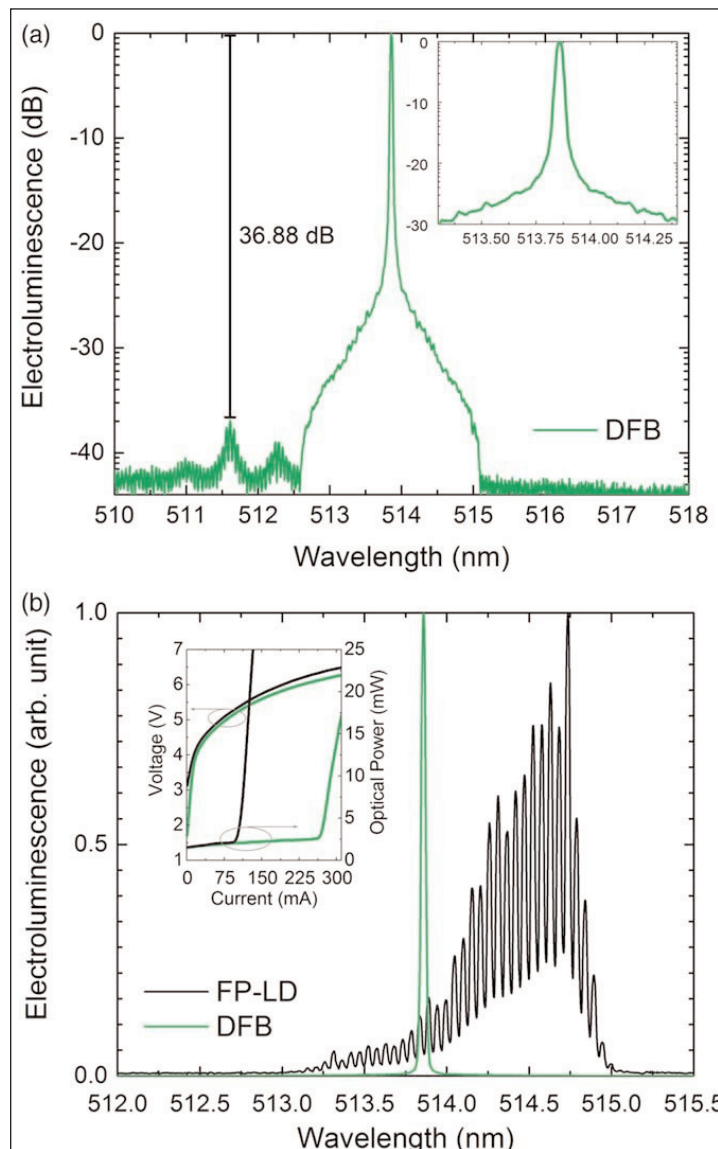 (a)
Electroluminescence (dB)
0
-10
-20
-30
-40
36.88 dB
0
-10
-20
-30
513.50 513.75 514.00 514.25
DFB
510 511 512 513 514 515 516 517 518
Wavelength (nm)
(b)
Electroluminescence (arb. unit)
1.0
0.5
0.0
Voltage (V)
7
6
5
4
3
2
1
25
20
15
10
5
0
Optical Power (mW)
0 75 150 225 300
Current (mA)
FP-LD
DFB
512.0 512.5 513.0 513.5 514.0 514.5 515.0 515.5
Wavelength (nm)